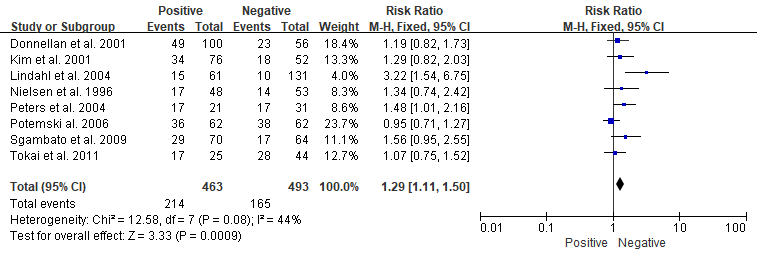 Positive Negative Risk Ratio Risk Ratio
Study or Subgroup Events Total Events Total Weight M-H, Fixed, 95% CI M-H, Fixed, 95% CI
Donnellan et al. 2001 49 100 23 56 18.4% 1.19 [0.82, 1.73]
Kim et al. 2001 34 76 18 52 13.3% 1.29 [0.82, 2.03]
Lindahl et al. 2004 15 61 10 131 4.0% 3.22 [1.54, 6.75]
Nielsen et al. 1996 17 48 14 53 8.3% 1.34 [0.74, 2.42]
Peters et al. 2004 17 21 17 31 8.6% 1.48 [1.01, 2.16]
Potemski al. 2006 36 62 38 62 23.7% 0.95 [0.71, 1.27]
Sgambato et al. 2009 29 70 17 64 11.0% 1.56 [0.95, 2.55]
Tokai et al. 2011 17 25 28 44 12.7% 1.07 [0.75, 1.52]
Total (95% CI) 463 493 100.0% 1.29 [1.11, 1.50]
Total events 214 165
Heterogeneity: Chi² = 12.58, df = 7 (P = 0.08); I² = 44%
Test for overall effect: Z = 3.33 (P = 0.0009)
0.01 0.1 1 10 100
Positive Negative